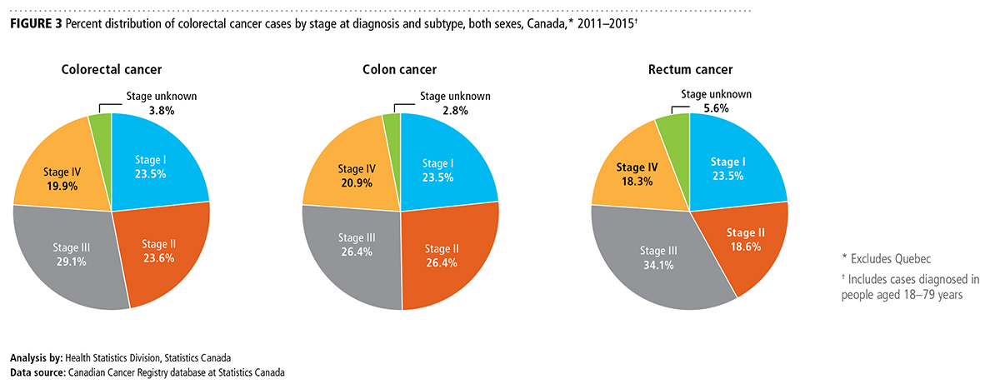 FIGURE 3 Percent distribution of colorectal cancer cases by stage at diagnosis and subtype, both sexes, Canada,* 2011–2015†
Colorectal cancer
Stage unknown
3.8%
Stage I
23.5%
Stage II
23.6%
Stage III
29.1%
Stage IV
19.9%
Colon cancer
Stage unknown
2.8%
Stage I
23.5%
Stage II
26.4%
Stage III
26.4%
Stage IV
20.9%
Rectum cancer
Stage unknown
5.6%
Stage I
23.5%
Stage II
18.6%
Stage III
34.1%
Stage IV
18.3%
* Excludes Quebec
† Includes cases diagnosed in
people aged 18–79 years
Analysis by: Health Statistics Division, Statistics Canada
Data source: Canadian Cancer Registry database at Statistics Canada